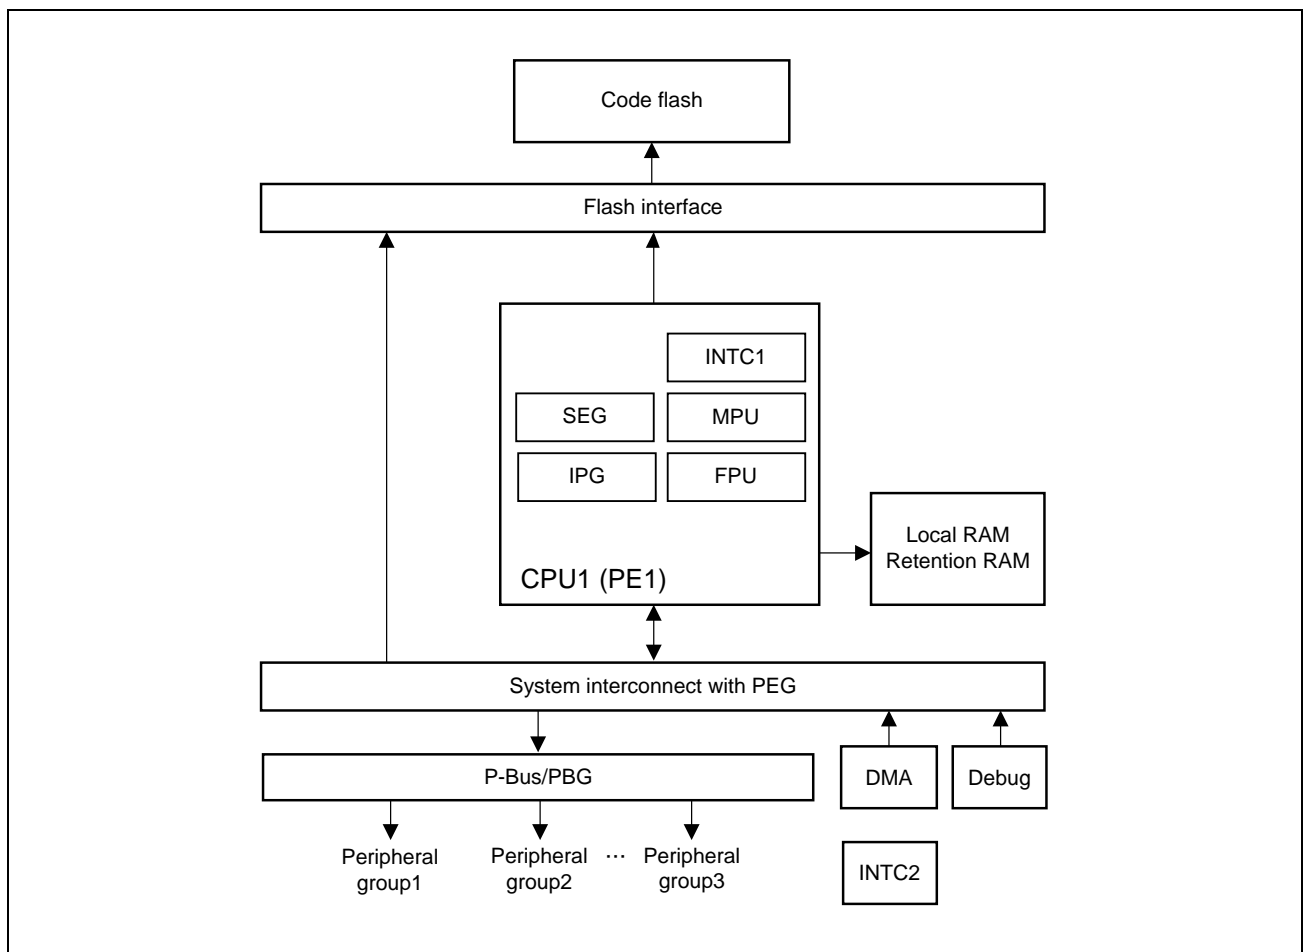 Code flash
Flash interface
INTC1
SEG
MPU
IPG
FPU
Local RAM
Retention RAM
CPU1 (PE1)
System interconnect with PEG
P-Bus/PBG
DMA
Debug
Peripheral
group1
Peripheral
group2
...
Peripheral
group3
INTC2